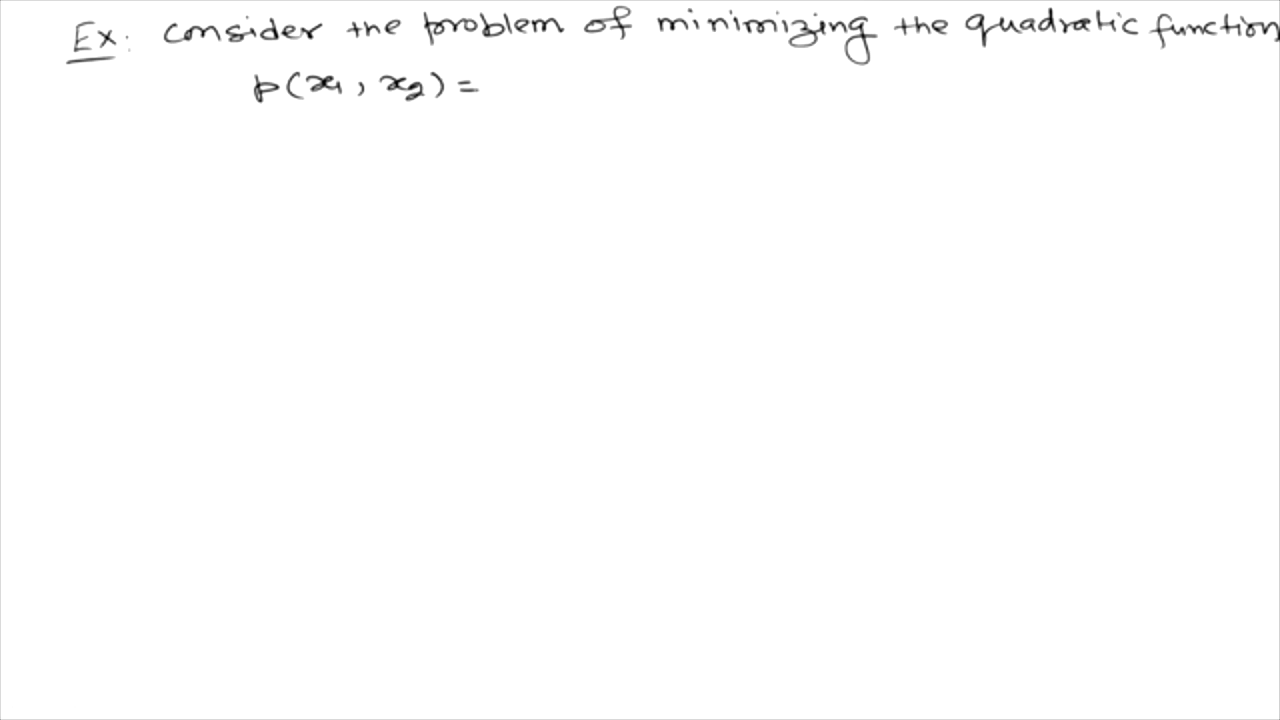 Ex: consider the problem of minimizing the quadratic function
p(x1, x2) =